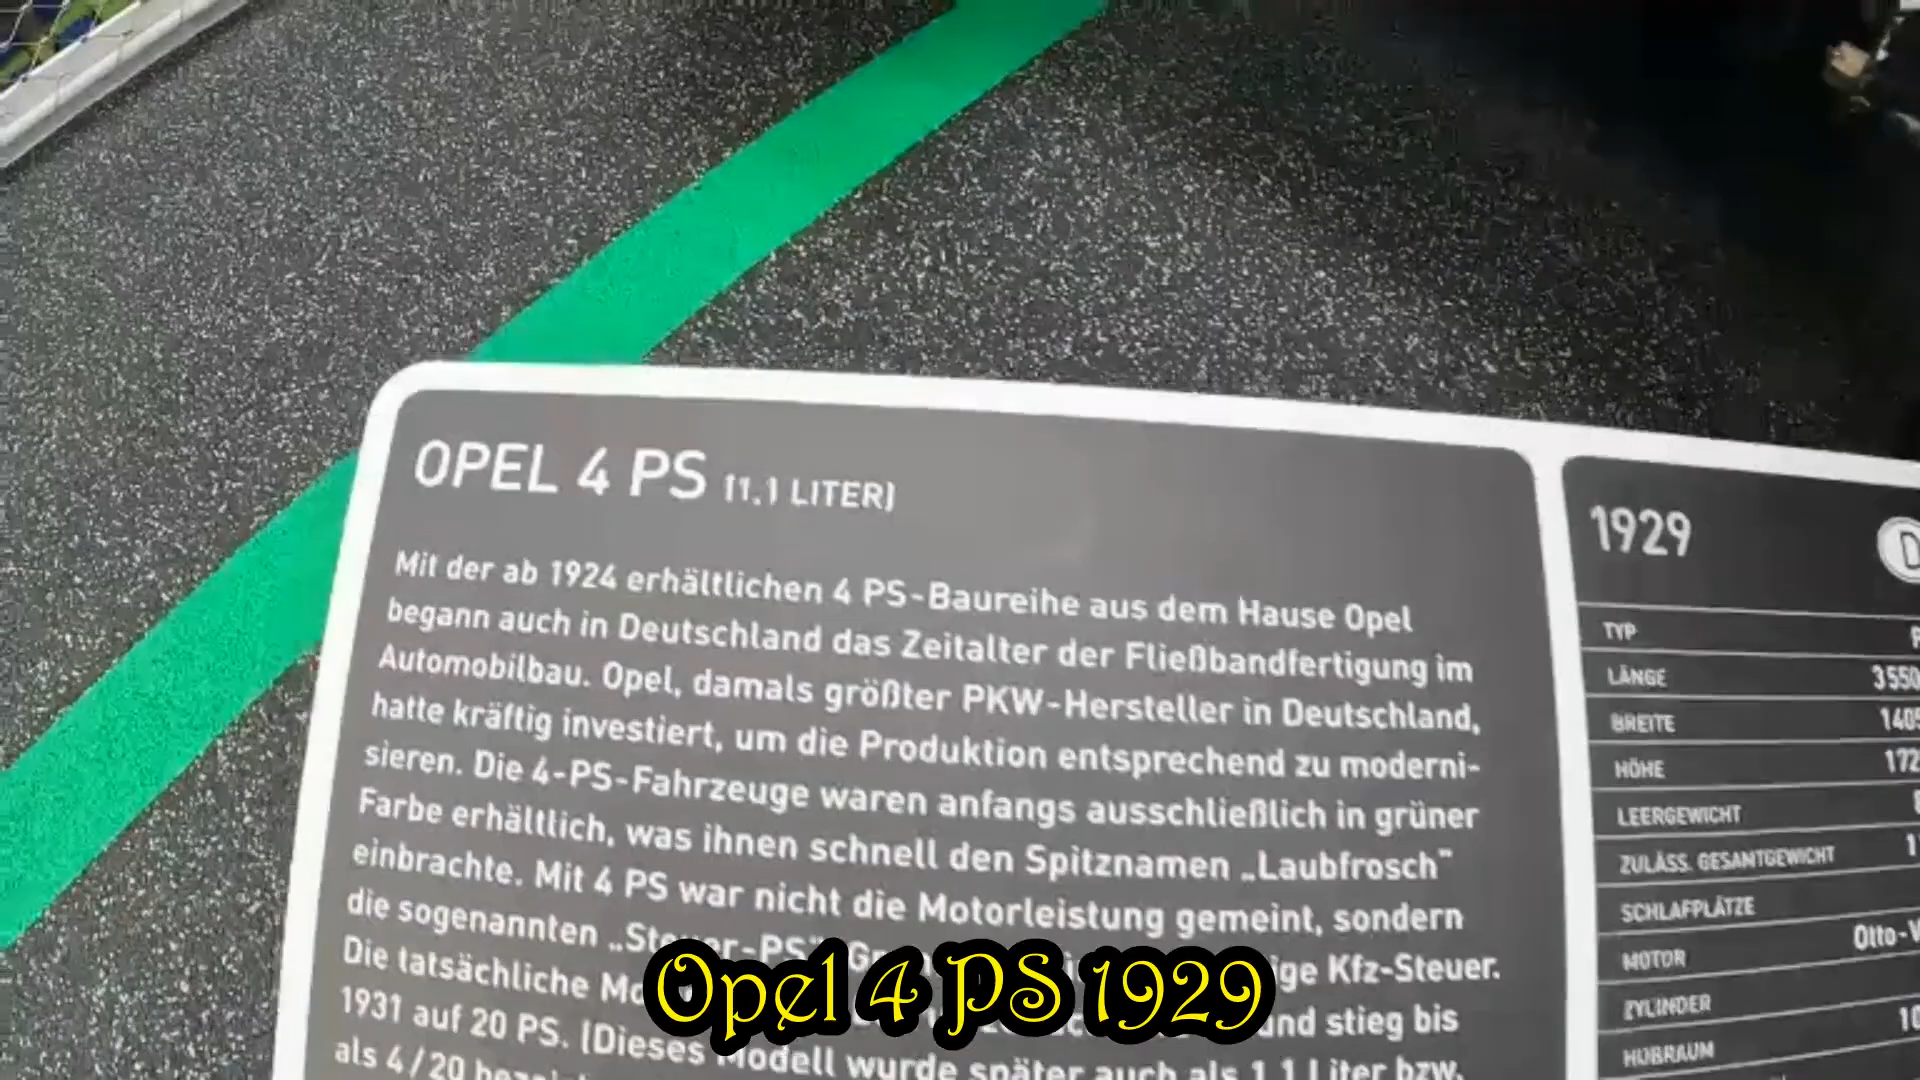 OPEL 4 PS (1.1 LITER)
Mit der ab 1924 erhältlichen 4 PS-Baureihe aus dem Hause Opel
begann auch in Deutschland das Zeitalter der Fließbandfertigung im
Automobilbau. Opel, damals größter PKW-Hersteller in Deutschland,
hatte kräftig investiert, um die Produktion entsprechend zu moderni-
sieren. Die 4-PS-Fahrzeuge waren anfangs ausschließlich in grüner
Farbe erhältlich, was ihnen schnell den Spitznamen „Laubfrosch“
einbrachte. Mit 4 PS war nicht die Motorleistung gemeint, sondern
die sogenannten „Steuer-PS“ Kfz-Steuer.
Die tatsächliche und stieg bis
1931 auf 20 PS. (Dieses Modell wurde später auch als 1,1 Liter bzw.
als 4/20
1929
D
TYP
LÄNGE 3550
BREITE 1405
HÖHE 172
LEERGEWICHT
ZULÄSS. GESAMTGEWICHT
SCHLAFPLÄTZE
MOTOR Otto-V
ZYLINDER
HUBRAUM 10
Opel 4 PS 1929